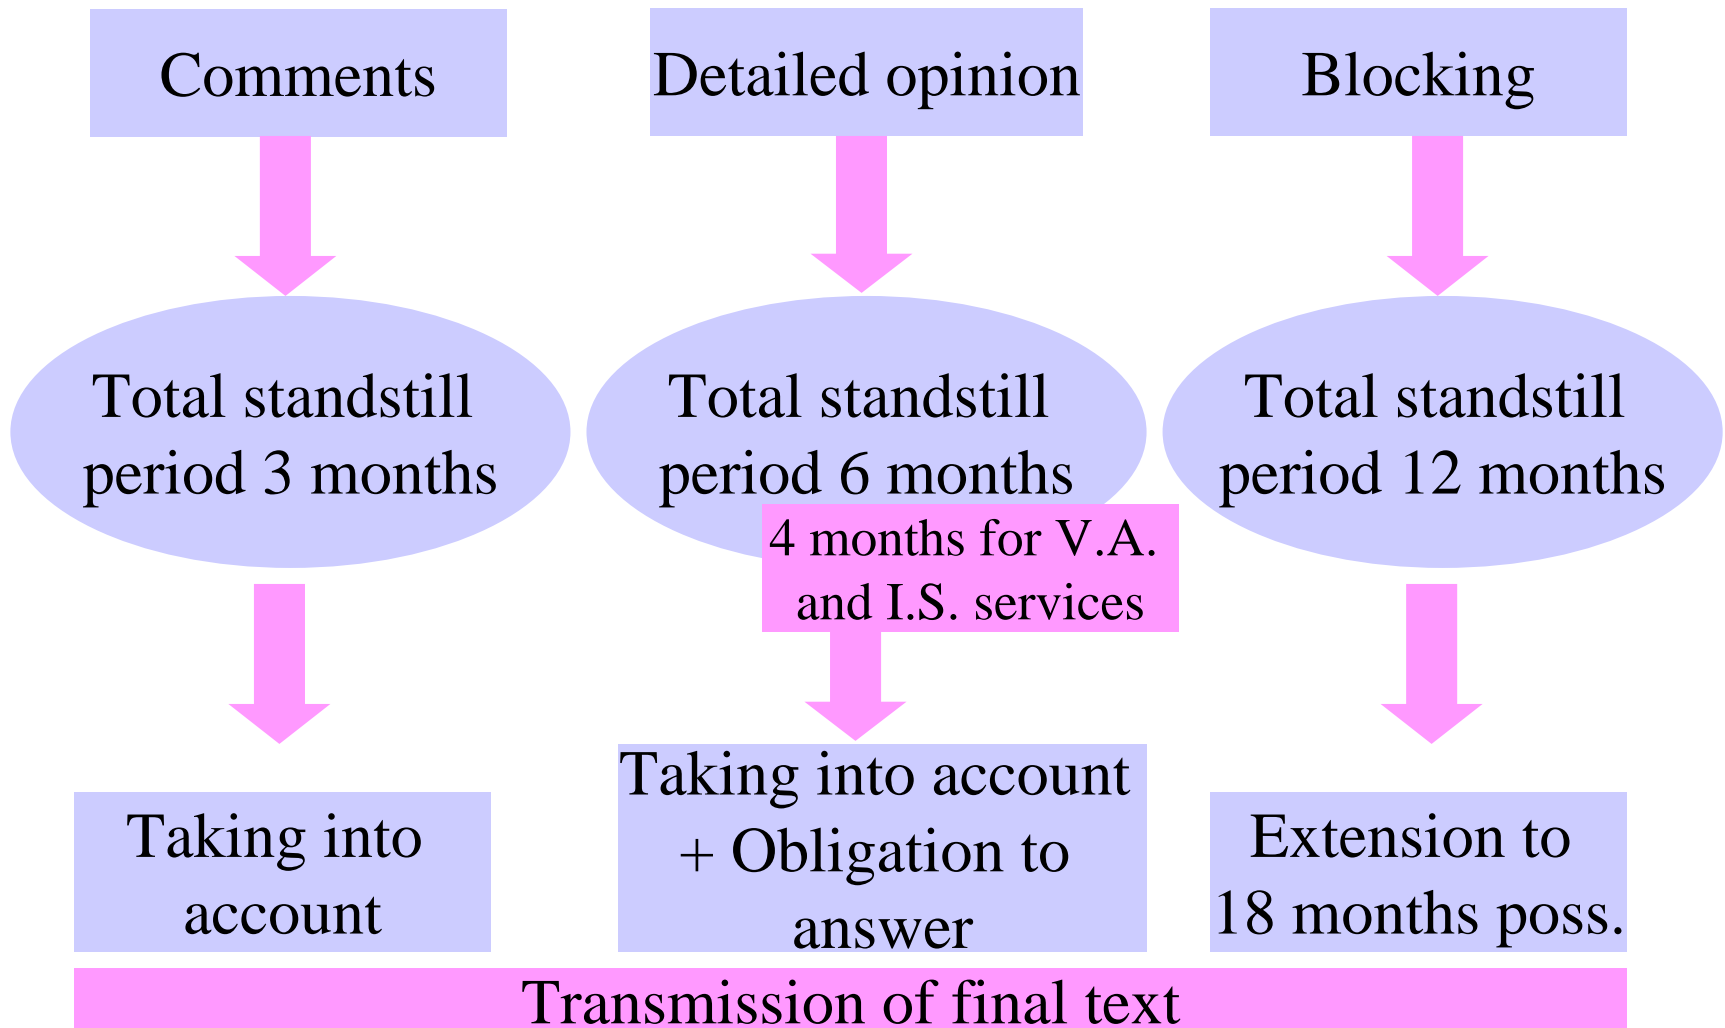 Comments
Detailed opinion
Blocking
Total standstill
period 3 months
Total standstill
period 6 months
4 months for V.A.
and I.S. services
Total standstill
period 12 months
Taking into
account
Taking into account
+ Obligation to
answer
Extension to
18 months poss.
Transmission of final text